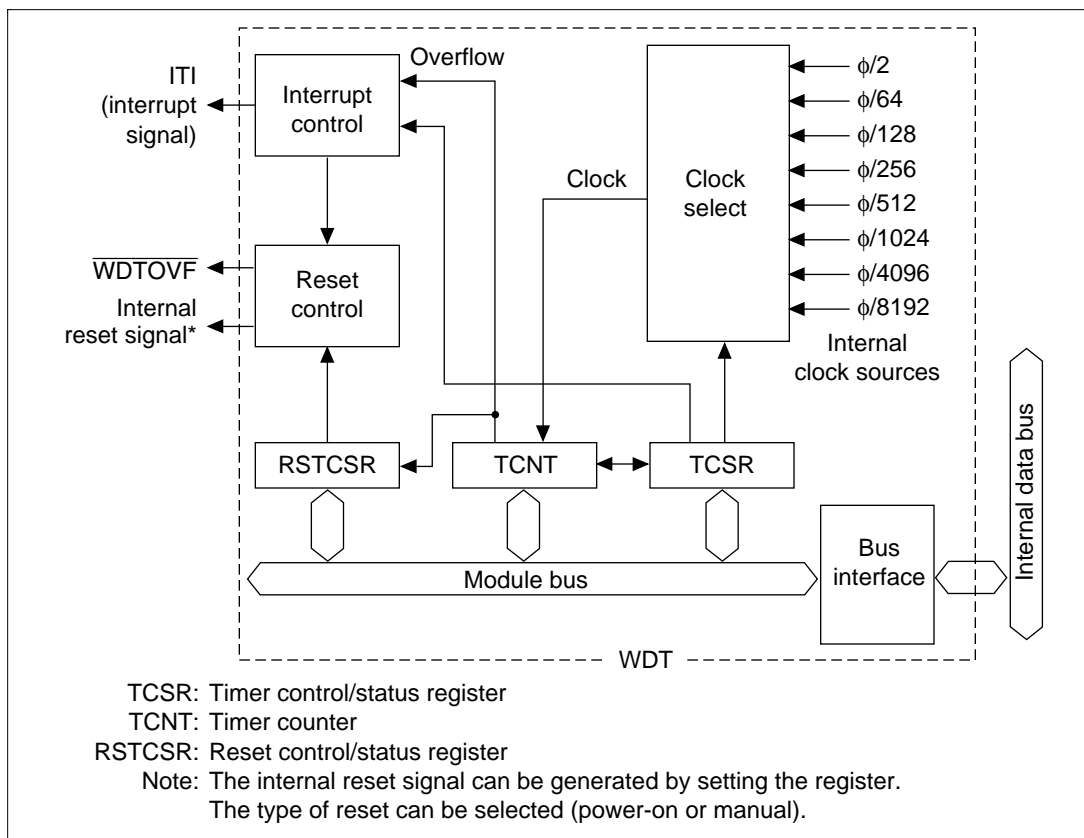 ITI
(interrupt
signal)
Interrupt
control
Overflow
Clock
Clock
select
ϕ/2
ϕ/64
ϕ/128
ϕ/256
ϕ/512
ϕ/1024
ϕ/4096
ϕ/8192
Internal
clock sources
WDTOVF
Internal
reset signal*
Reset
control
RSTCSR
TCNT
TCSR
Module bus
Bus
interface
Internal data bus
WDT
TCSR: Timer control/status register
TCNT: Timer counter
RSTCSR: Reset control/status register
Note: The internal reset signal can be generated by setting the register.
The type of reset can be selected (power-on or manual).